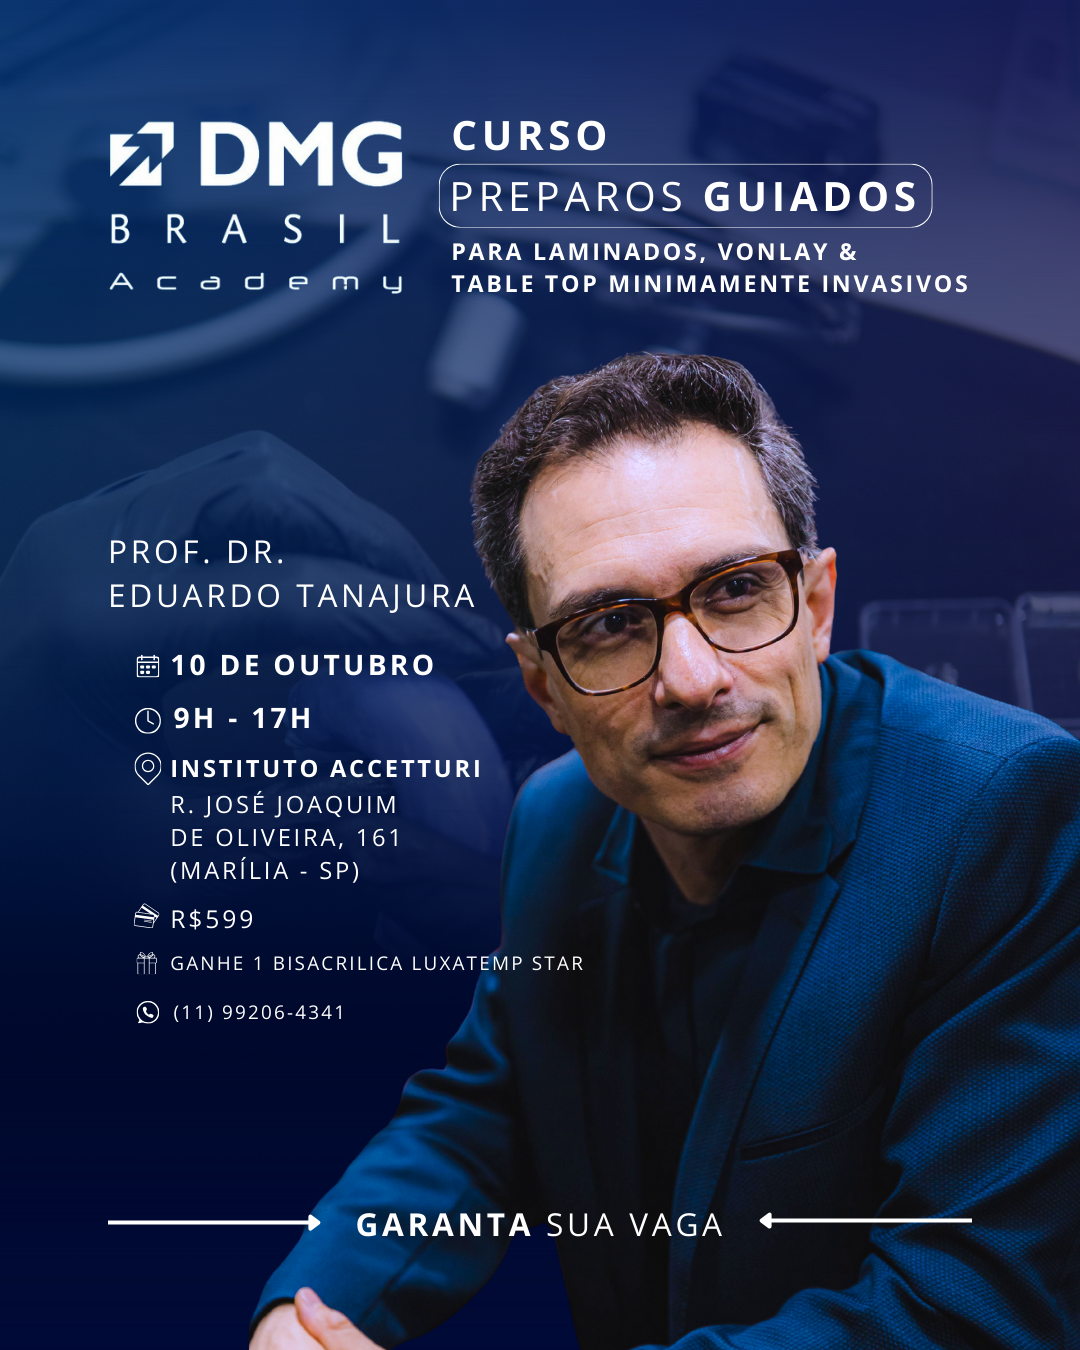 DMG
BRASIL
Academy
CURSO
PREPAROS GUIADOS
PARA LAMINADOS, VONLAY &
TABLE TOP MINIMAMENTE INVASIVOS
PROF. DR.
EDUARDO TANAJURA
10 DE OUTUBRO
9H - 17H
INSTITUTO ACCETTURI
R. JOSÉ JOAQUIM
DE OLIVEIRA, 161
(MARÍLIA - SP)
R$599
GANHE 1 BISACRILICA LUXATEMP STAR
(11) 99206-4341
GARANTA SUA VAGA